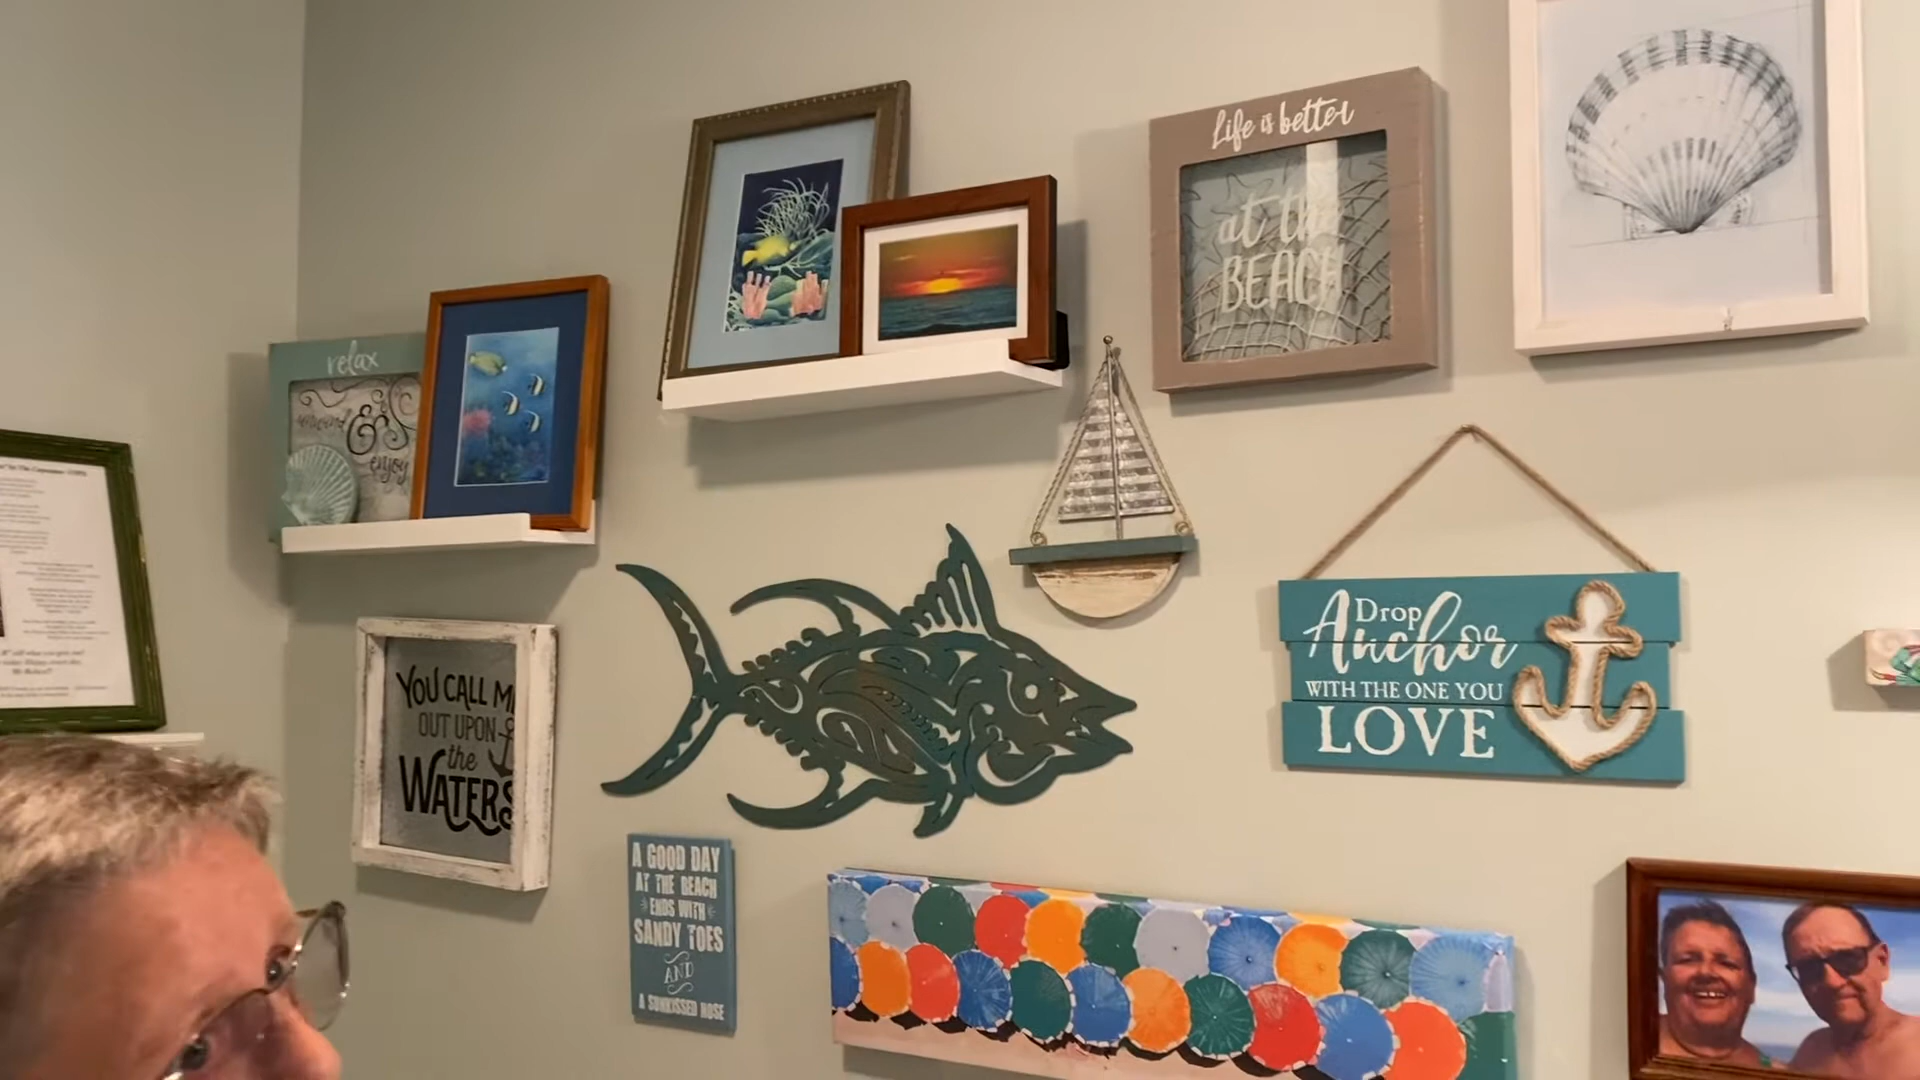 Life is better
at the
BEACH
relax
unwind
&
enjoy
Drop
Anchor
WITH THE ONE YOU
LOVE
YOU CALL ME
OUT UPON
the
WATERS
A GOOD DAY
AT THE BEACH
ENDS WITH
SANDY TOES
AND
A SUNKISSED NOSE